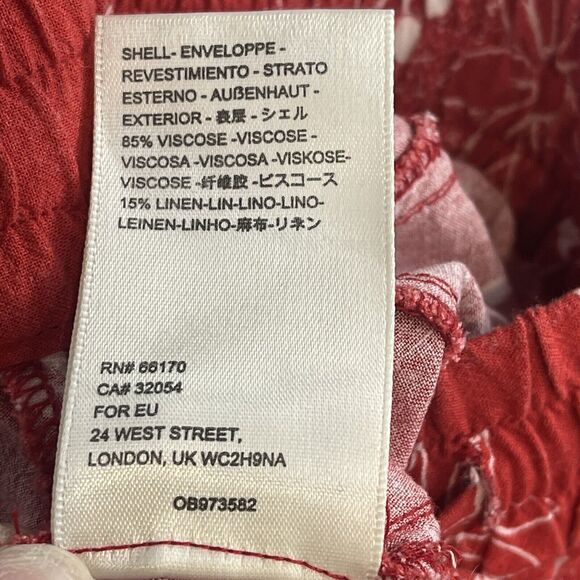 SHELL- ENVELOPPE -
REVESTIMIENTO - STRATO
ESTERNO - AUßENHAUT -
EXTERIOR - 表层 - シェル
85% VISCOSE -VISCOSE -
VISCOSA -VISCOSA -VISKOSE-
VISCOSE -纤维胶 -ビスコース
15% LINEN-LIN-LINO-LINO-
LEINEN-LINHO-麻布-リネン
RN# 66170
CA# 32054
FOR EU
24 WEST STREET,
LONDON, UK WC2H9NA
OB973582